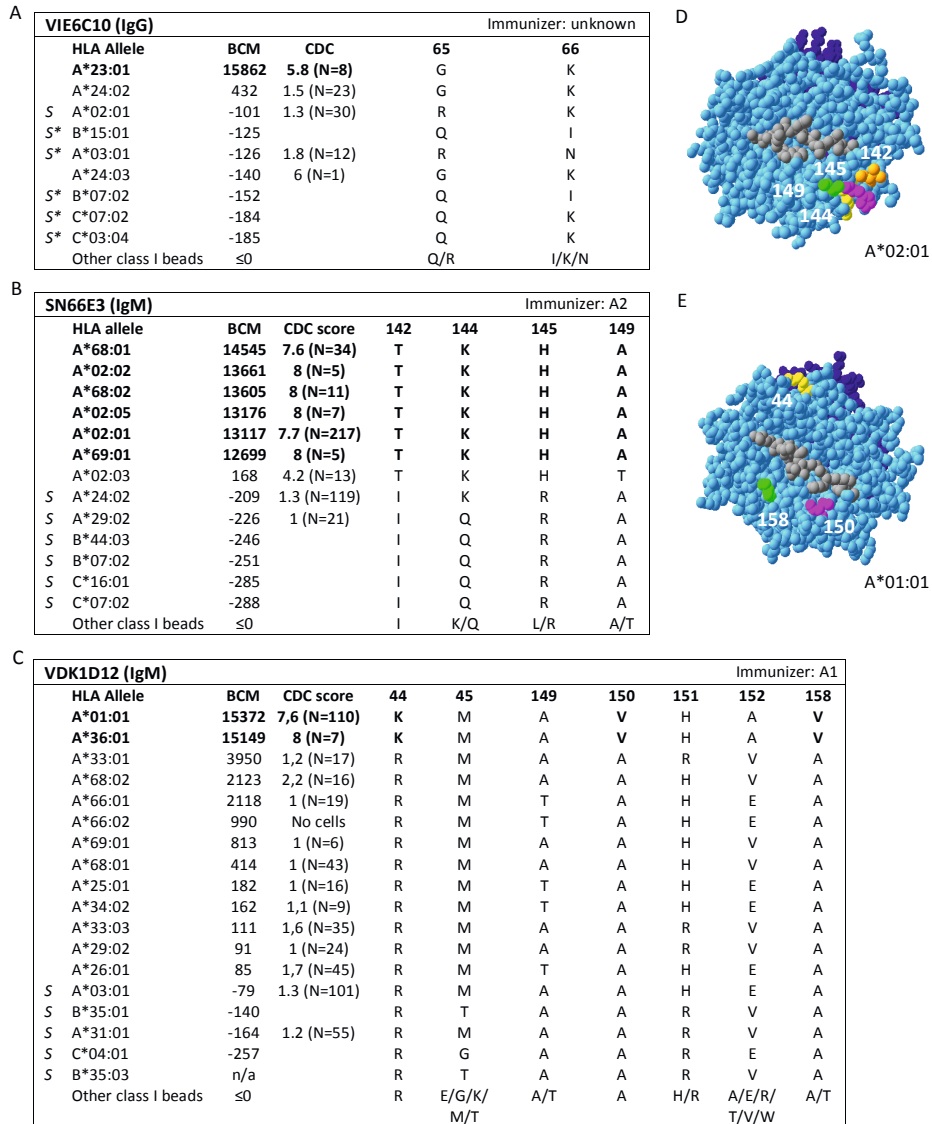 A
VIE6C10 (IgG) Immunizer: unknown
HLA Allele BCM CDC 65 66
A*23:01 15862 5.8 (N=8) G K
A*24:02 432 1.5 (N=23) G K
S A*02:01 -101 1.3 (N=30) R K
S* B*15:01 -125 Q I
S* A*03:01 -126 1.8 (N=12) R N
A*24:03 -140 6 (N=1) G K
S* B*07:02 -152 Q I
S* C*07:02 -184 Q K
S* C*03:04 -185 Q K
Other class I beads ≤0 Q/R I/K/N
B
SN66E3 (IgM) Immunizer: A2
HLA allele BCM CDC score 142 144 145 149
A*68:01 14545 7.6 (N=34) T K H A
A*02:02 13661 8 (N=5) T K H A
A*68:02 13605 8 (N=11) T K H A
A*02:05 13176 8 (N=7) T K H A
A*02:01 13117 7.7 (N=217) T K H A
A*69:01 12699 8 (N=5) T K H A
A*02:03 168 4.2 (N=13) T K H T
S A*24:02 -209 1.3 (N=119) I K R A
S A*29:02 -226 1 (N=21) I Q R A
S B*44:03 -246 I Q R A
S B*07:02 -251 I Q R A
S C*16:01 -285 I Q R A
S C*07:02 -288 I Q R A
Other class I beads ≤0 I K/Q L/R A/T
C
VDK1D12 (IgM) Immunizer: A1
HLA Allele BCM CDC score 44 45 149 150 151 152 158
A*01:01 15372 7,6 (N=110) K M A V H A V
A*36:01 15149 8 (N=7) K M A V H A V
A*33:01 3950 1,2 (N=17) R M A A R V A
A*68:02 2123 2,2 (N=16) R M A A H V A
A*66:01 2118 1 (N=19) R M T A H E A
A*66:02 990 No cells R M T A H E A
A*69:01 813 1 (N=6) R M A A H V A
A*68:01 414 1 (N=43) R M A A H V A
A*25:01 182 1 (N=16) R M T A H E A
A*34:02 162 1,1 (N=9) R M T A H E A
A*33:03 111 1,6 (N=35) R M A A R V A
A*29:02 91 1 (N=24) R M A A R V A
A*26:01 85 1,7 (N=45) R M T A H E A
S A*03:01 -79 1.3 (N=101) R M A A H E A
S B*35:01 -140 R T A A R V A
S A*31:01 -164 1.2 (N=55) R M A A R V A
S C*04:01 -257 R G A A R E A
S B*35:03 n/a R T A A R V A
Other class I beads ≤0 R E/G/K/ A/T A H/R A/E/R/ A/T
M/T T/V/W
D
142
145
149
144
A*02:01
E
44
158
150
A*01:01